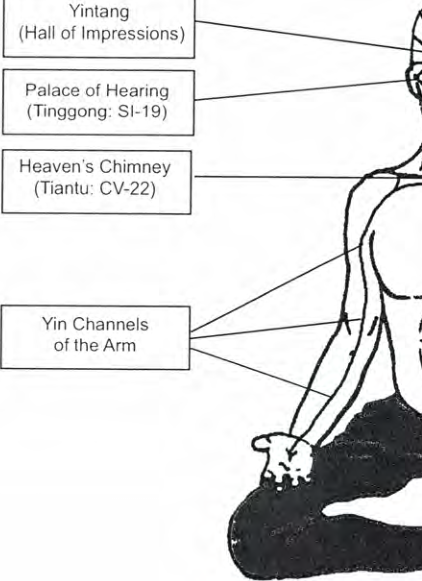 Yintang
(Hall of Impressions)
Palace of Hearing
(Tinggong: SI-19)
Heaven's Chimney
(Tiantu: CV-22)
Yin Channels
of the Arm